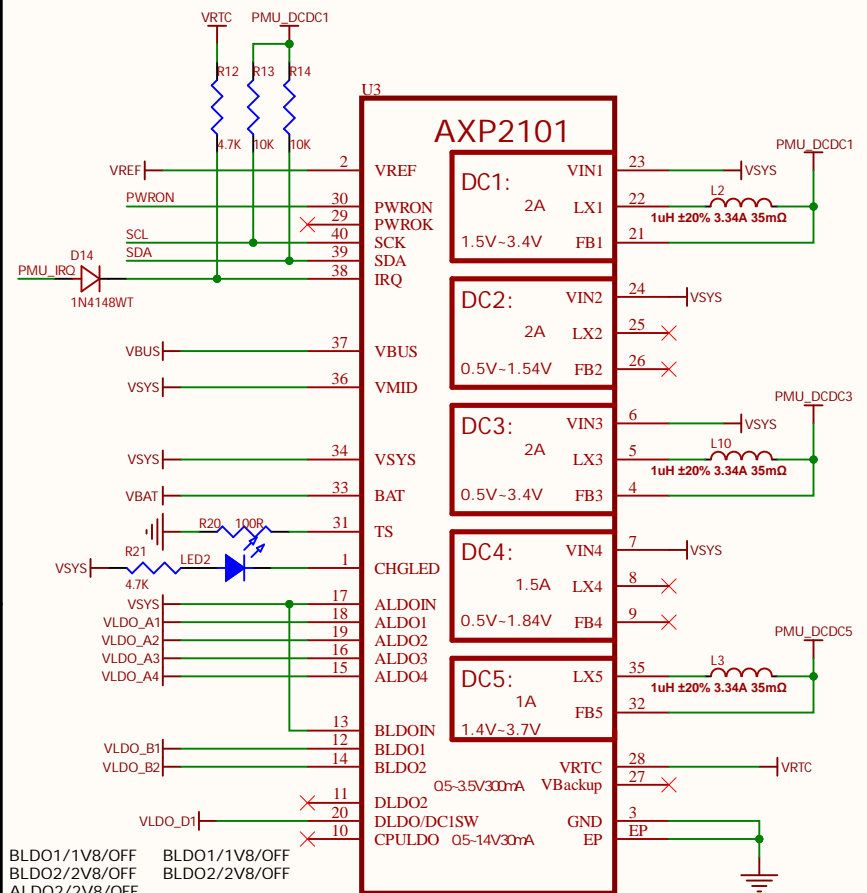 VRTC PMU_DCDC1
R12 R13 R14
4.7K 10K 10K
U3
AXP2101
VREF 2 VREF
PWRON 30 PWRON
29 PWROK
SCL 40 SCK
SDA 39 SDA
PMU_IRQ D14 38 IRQ
1N4148WT
VBUS 37 VBUS
VSYS 36 VMID
VSYS 34 VSYS
VBAT 33 BAT
R20 100R 31 TS
VSYS R21 LED2 1 CHGLED
4.7K
VSYS 17 ALDOIN
VLDO_A1 18 ALDO1
VLDO_A2 19 ALDO2
VLDO_A3 16 ALDO3
VLDO_A4 15 ALDO4
13 BLDOIN
VLDO_B1 12 BLDO1
VLDO_B2 14 BLDO2
11 DLDO2
VLDO_D1 20 DLDO/DC1SW
10 CPULDO 0.5~1.4V30mA
DC1:
2A
1.5V~3.4V
VIN1 23 VSYS
LX1 22 L2 PMU_DCDC1
1uH ±20% 3.34A 35mΩ
FB1 21
DC2:
2A
0.5V~1.54V
VIN2 24 VSYS
LX2 25
FB2 26
DC3:
2A
0.5V~3.4V
VIN3 6 VSYS
LX3 5 L10 PMU_DCDC3
1uH ±20% 3.34A 35mΩ
FB3 4
DC4:
1.5A
0.5V~1.84V
VIN4 7 VSYS
LX4 8
FB4 9
DC5:
1A
1.4V~3.7V
LX5 35 L3 PMU_DCDC5
1uH ±20% 3.34A 35mΩ
FB5 32
VRTC 28 VRTC
0.5~3.5V300mA VBackup 27
GND 3
EP EP
BLDO1/1V8/OFF BLDO1/1V8/OFF
BLDO2/2V8/OFF BLDO2/2V8/OFF
ALDO2/2V8/OFF